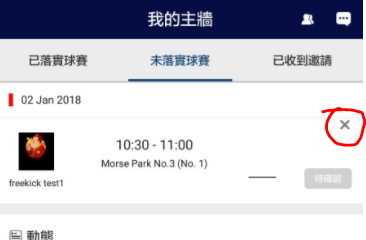 我的主牆
已落實球賽 未落實球賽 已收到邀請
02 Jan 2018
10:30 - 11:00
Morse Park No.3 (No. 1)
待確認
freekick test1
動態